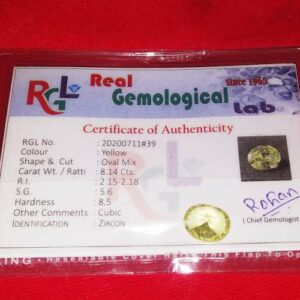 RGL
Real
Gemological
Since 1965
Lab
Certificate of Authenticity
RGL No. : 20200711#39
Colour : Yellow
Shape & Cut : Oval Mix
Carat Wt. / Ratti : 8.14 Cts.
R.I. : 2.15-2.18
S.G : 5.6
Hardness : 8.5
Other Comments : Cubic
IDENTIFICATION : ZIRCON
Rohan
( Chief Gemologist
Flap To